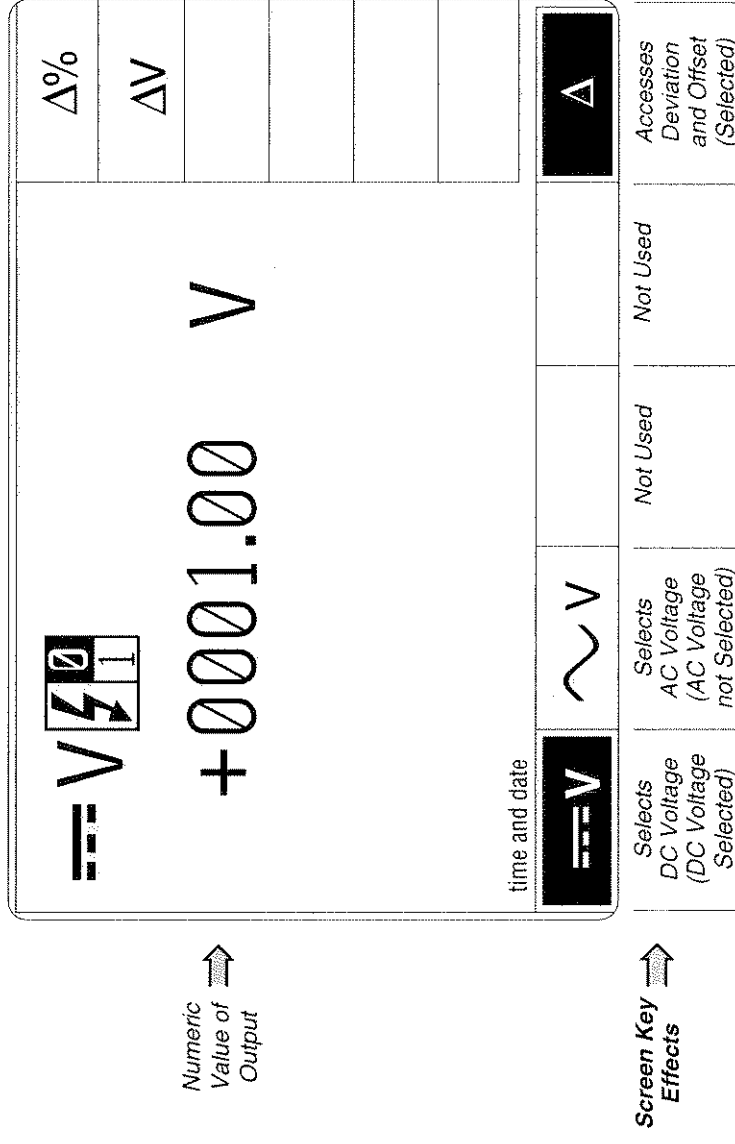 Δ%
ΔV
V
0
1
+0001.00 V
time and date
V
V
Δ
Numeric
Value of
Output
Screen Key
Effects
Selects
DC Voltage
(DC Voltage
Selected)
Selects
AC Voltage
(AC Voltage
not Selected)
Not Used
Not Used
Accesses
Deviation
and Offset
(Selected)